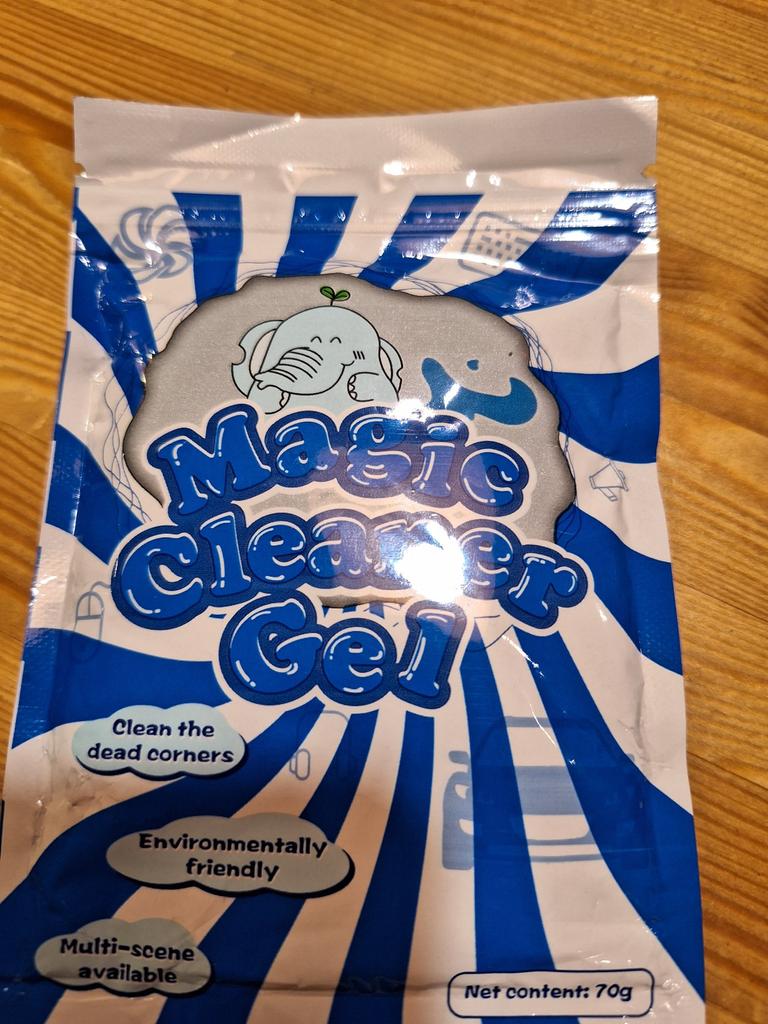 Magic
Cleaner
Gel
Clean the
dead corners
Environmentally
friendly
Multi-scene
available
Net content: 70g